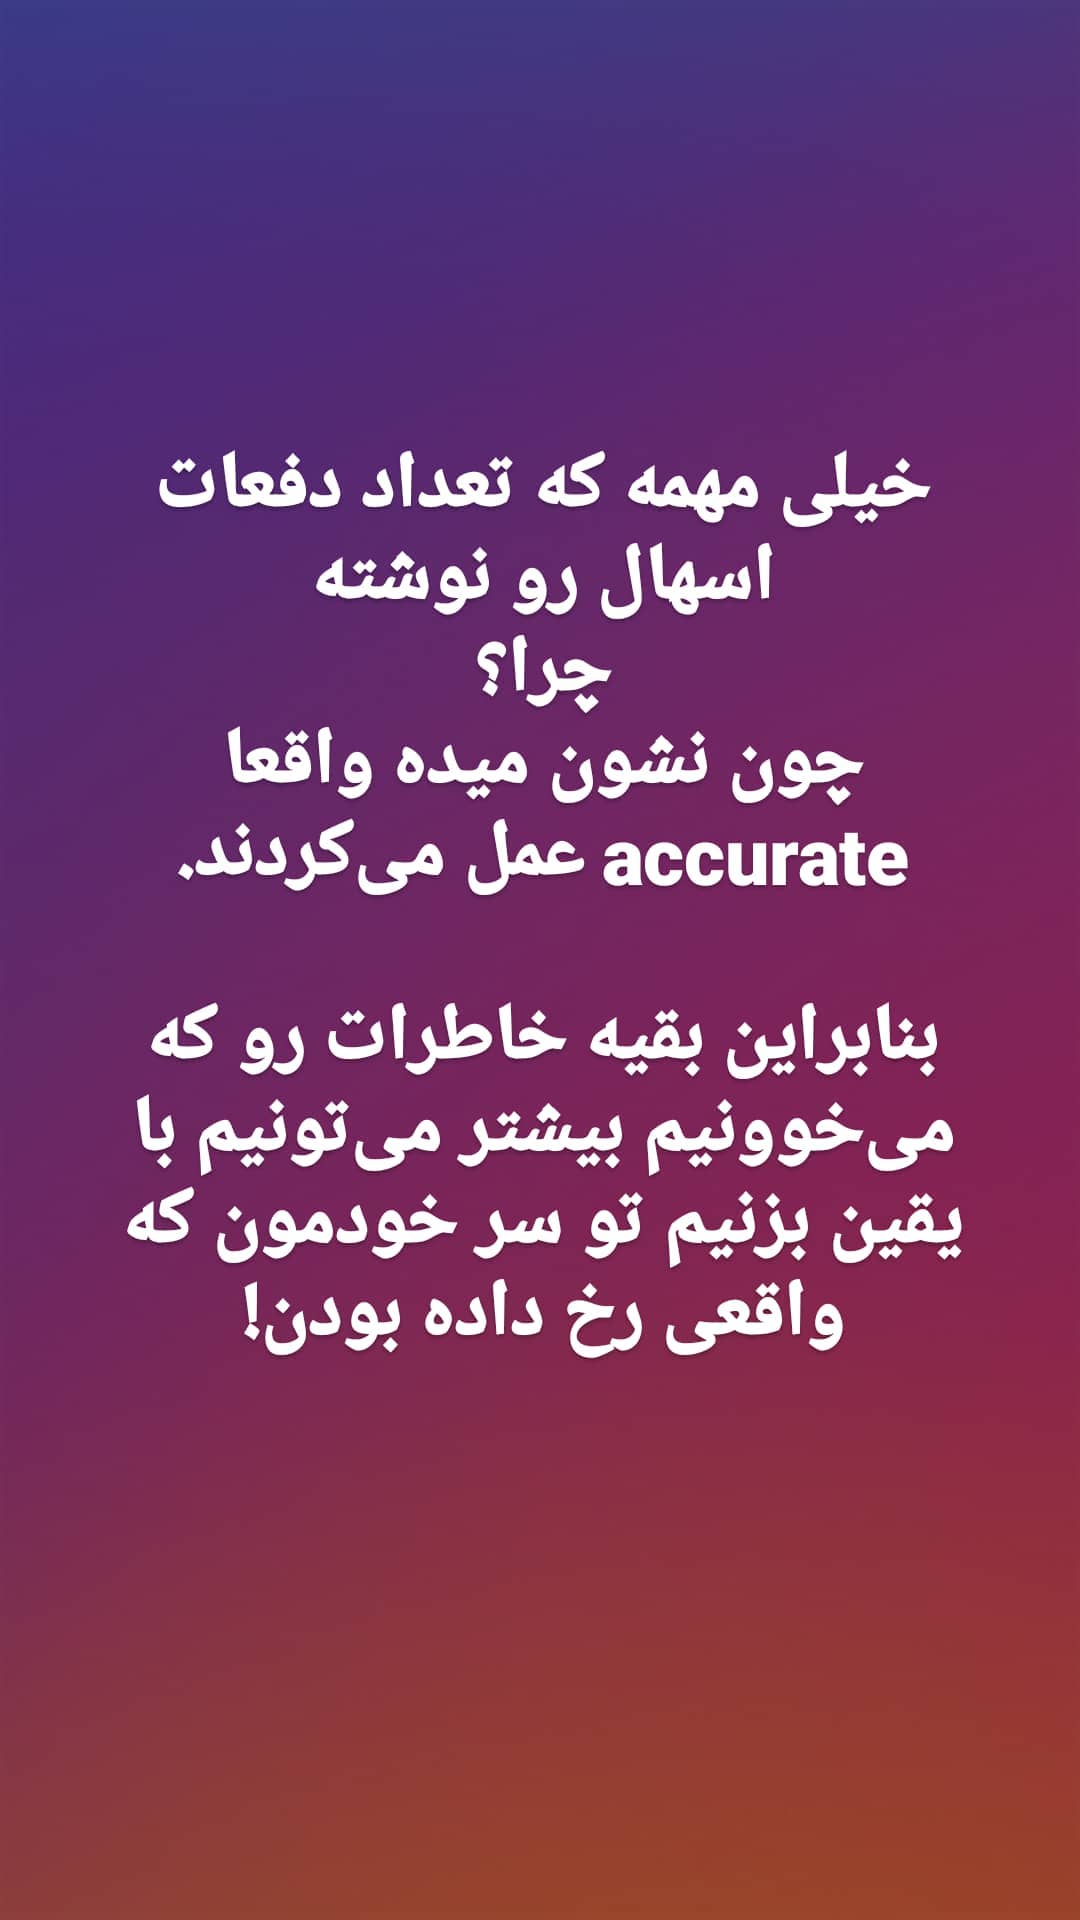 خیلی مهمه که تعداد دفعات
اسهال رو نوشته
چرا؟
چون نشون میده واقعا
accurate عمل می‌کردند.
بنابراین بقیه خاطرات رو که
می‌خوونیم بیشتر می‌تونیم با
یقین بزنیم تو سر خودمون که
واقعی رخ داده بودن!